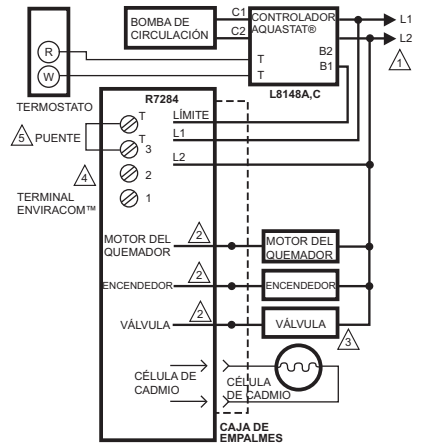 BOMBA DE
CIRCULACIÓN
C1
C2
CONTROLADOR
AQUASTAT®
B2
B1
T
T
L1
L2
1
R
W
TERMOSTATO
L8148A,C
R7284
LÍMITE
T
L1
T
5 PUENTE
3
L2
4
2
TERMINAL
ENVIRACOM™
1
MOTOR DEL
QUEMADOR
2
MOTOR DEL
QUEMADOR
ENCENDEDOR
2
ENCENDEDOR
VÁLVULA
2
VÁLVULA
3
CÉLULA DE
CADMIO
CÉLULA
DE CADMIO
CAJA DE
EMPALMES